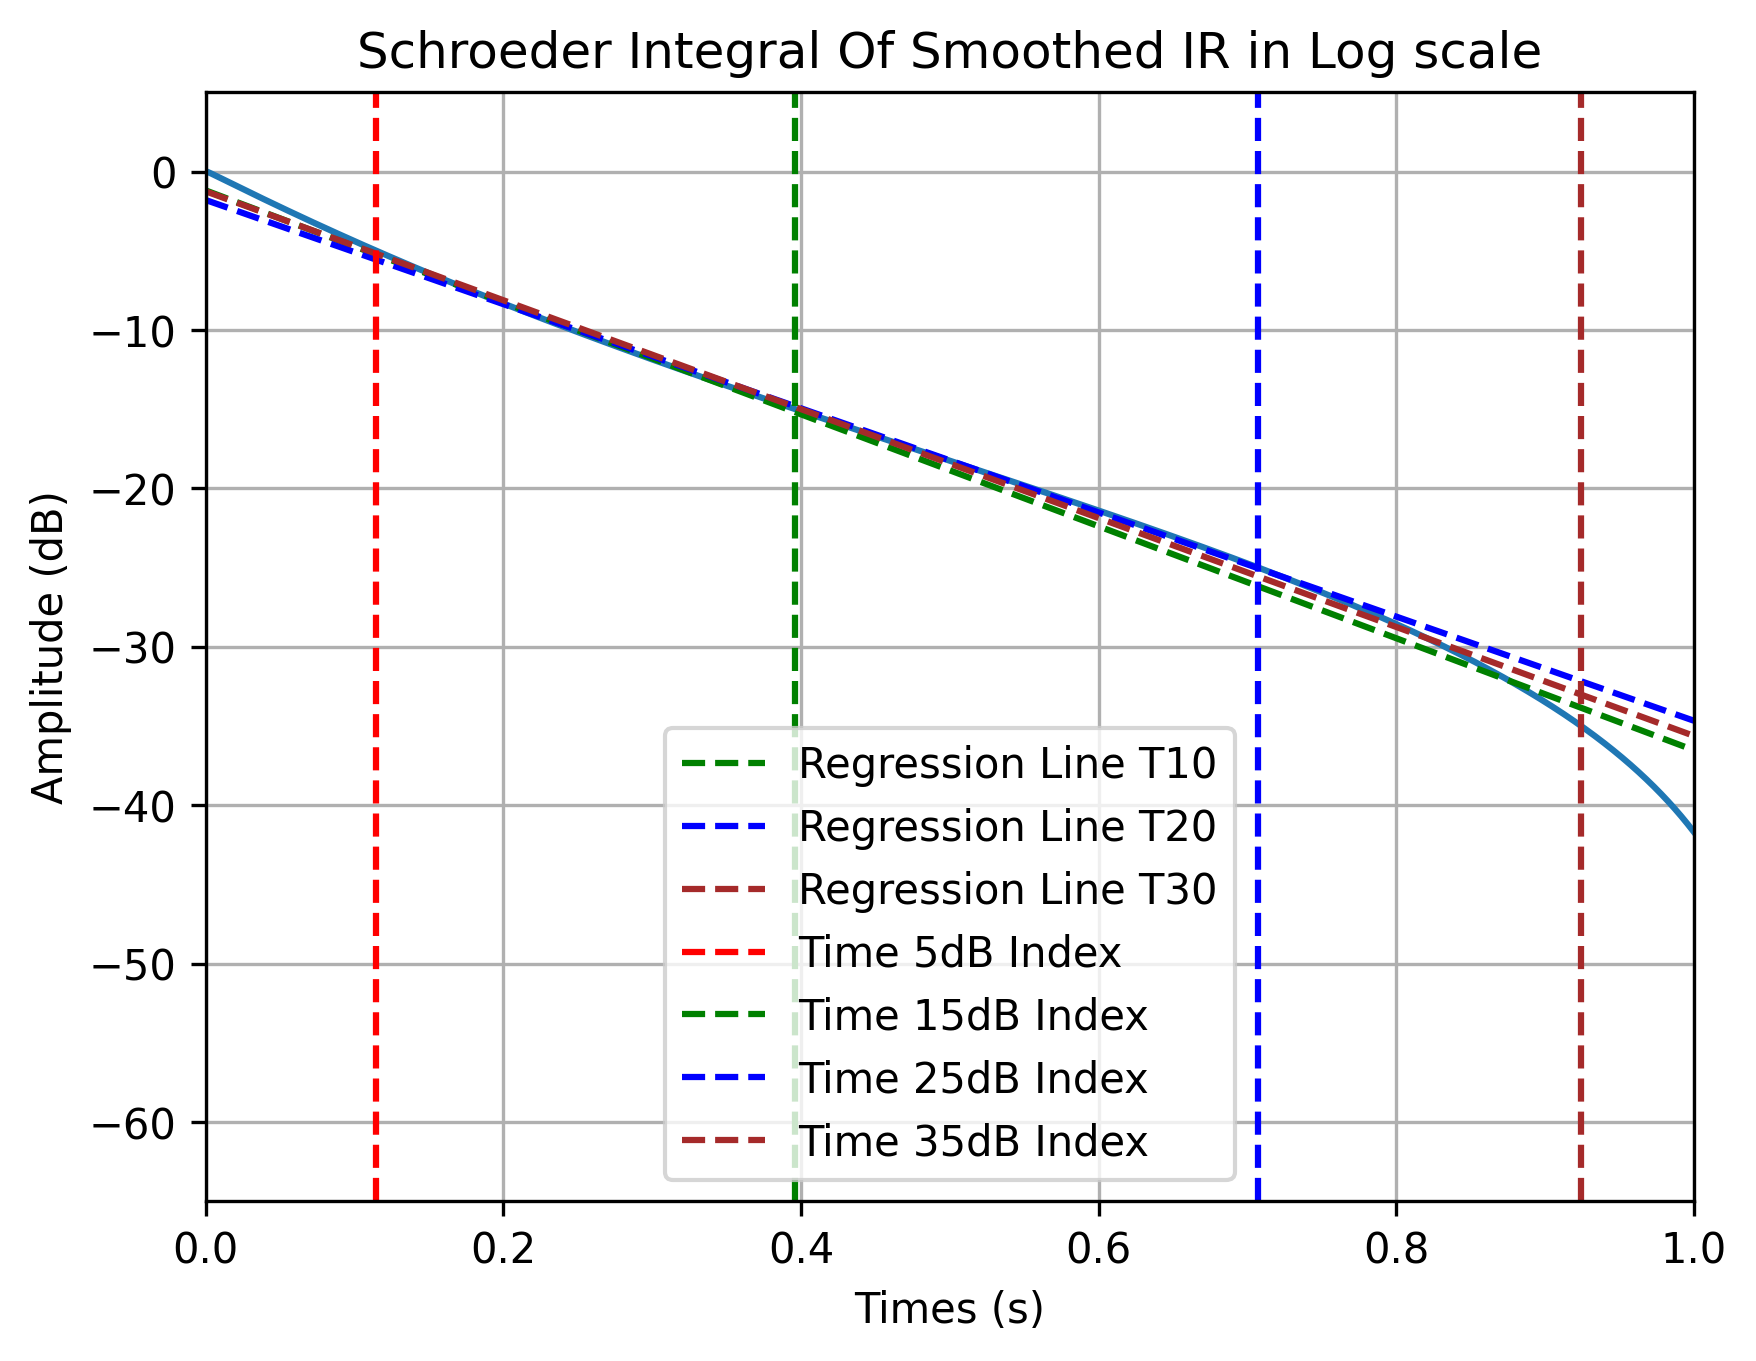 Schroeder Integral Of Smoothed IR in Log scale
0
−10
−20
−30
−40
−50
−60
Amplitude (dB)
Regression Line T10
Regression Line T20
Regression Line T30
Time 5dB Index
Time 15dB Index
Time 25dB Index
Time 35dB Index
0.0 0.2 0.4 0.6 0.8 1.0
Times (s)